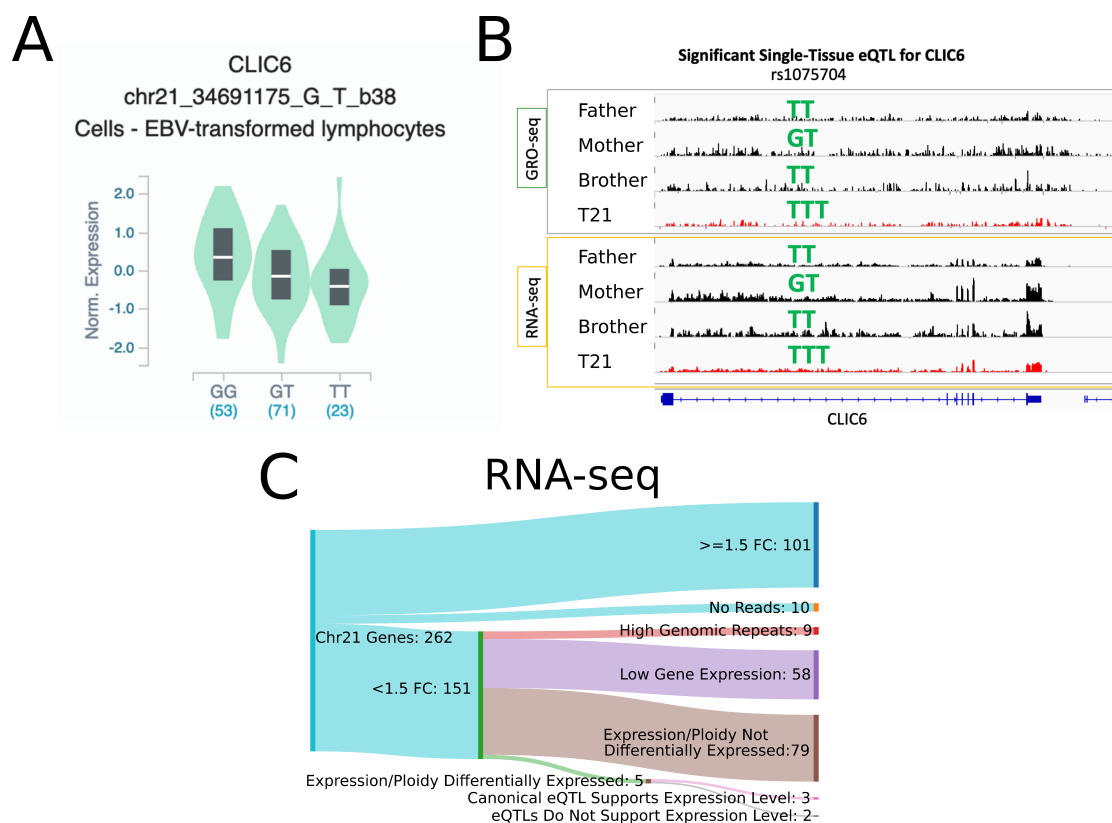 A
CLIC6
chr21_34691175_G_T_b38
Cells - EBV-transformed lymphocytes
Norm. Expression
2.0
1.0
0.0
-1.0
-2.0
GG GT TT
(53) (71) (23)
B
Significant Single-Tissue eQTL for CLIC6
rs1075704
GRO-seq
Father TT
Mother GT
Brother TT
T21 TTT
RNA-seq
Father TT
Mother GT
Brother TT
T21 TTT
CLIC6
C
RNA-seq
>=1.5 FC: 101
No Reads: 10
High Genomic Repeats: 9
Chr21 Genes: 262
Low Gene Expression: 58
<1.5 FC: 151
Expression/Ploidy Not
Differentially Expressed:79
Expression/Ploidy Differentially Expressed: 5
Canonical eQTL Supports Expression Level: 3
eQTLs Do Not Support Expression Level: 2